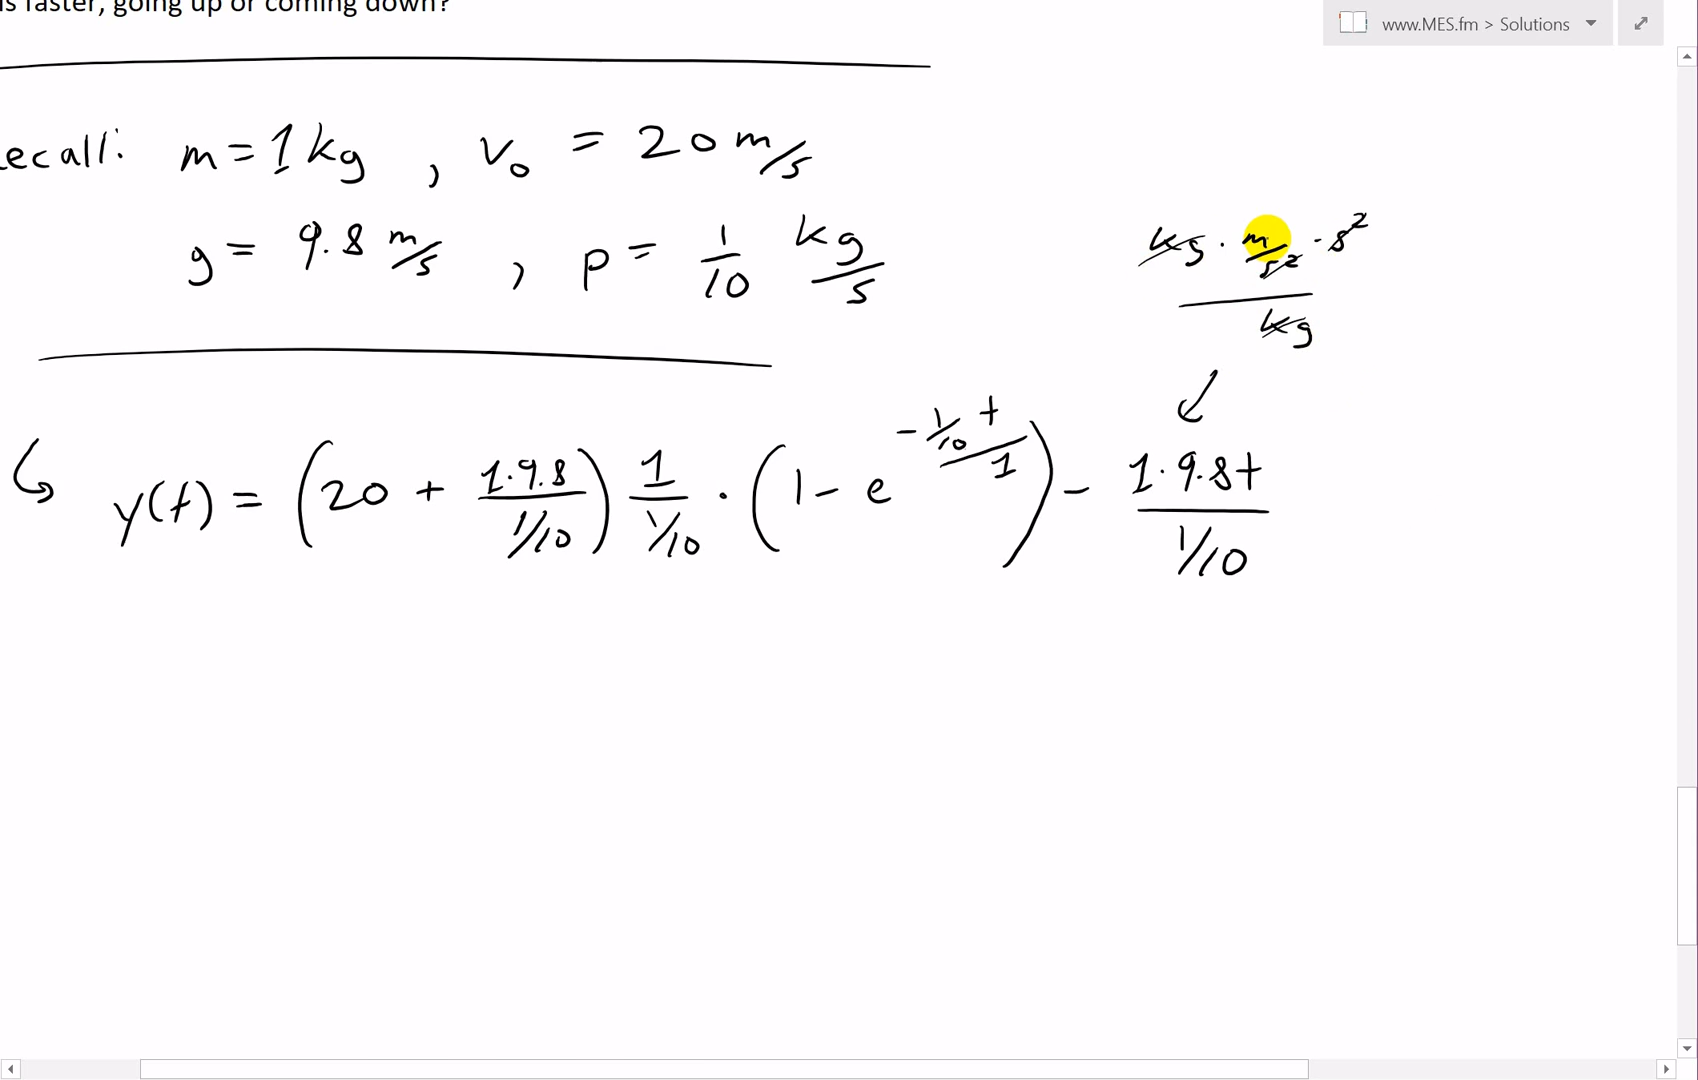 is faster, going up or coming down?
www.MES.fm > Solutions
ecall: m = 1 kg , v₀ = 20 m/s
g = 9.8 m/s , p = 1/10 kg/s
kg · m/s² · s² / kg
y(t) = (20 + 1·9.8 / 1/10) 1 / 1/10 · (1 - e^(-1/10 t / 1)) - 1·9.8t / 1/10